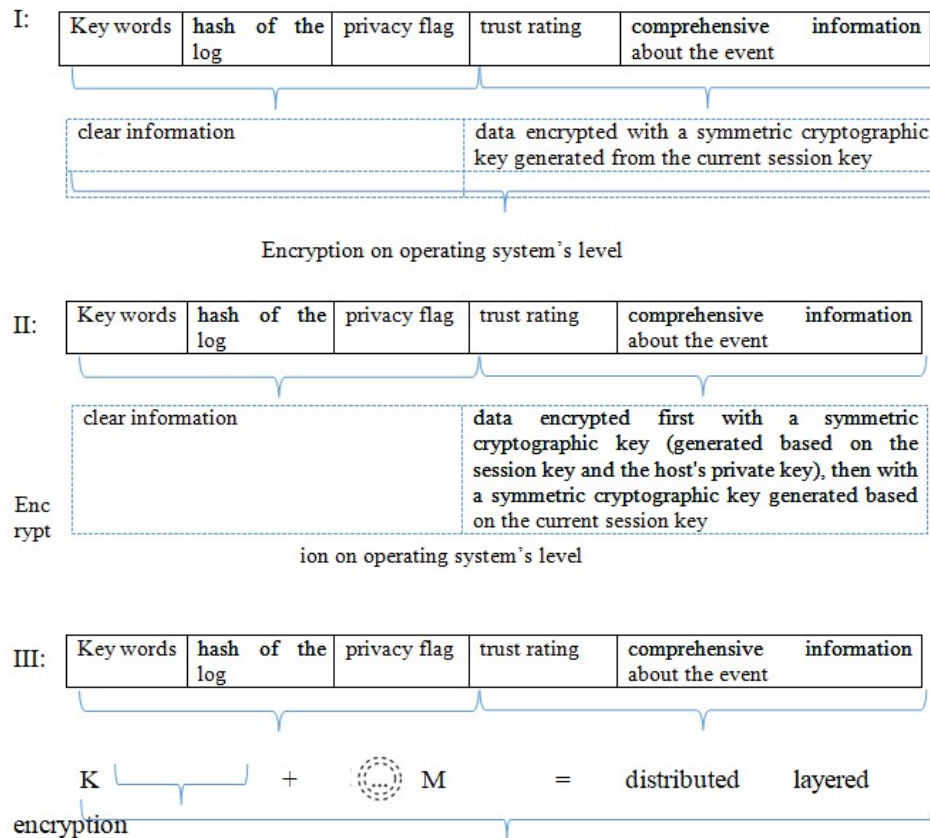 I:
Key words hash of the privacy flag trust rating comprehensive information
log about the event
clear information data encrypted with a symmetric cryptographic
key generated from the current session key
Encryption on operating system's level
II:
Key words hash of the privacy flag trust rating comprehensive information
log about the event
clear information data encrypted first with a symmetric
cryptographic key (generated based on the
session key and the host's private key), then with
a symmetric cryptographic key generated based
on the current session key
Enc
rypt
ion on operating system's level
III:
Key words hash of the privacy flag trust rating comprehensive information
log about the event
K + ... M = distributed layered
encryption